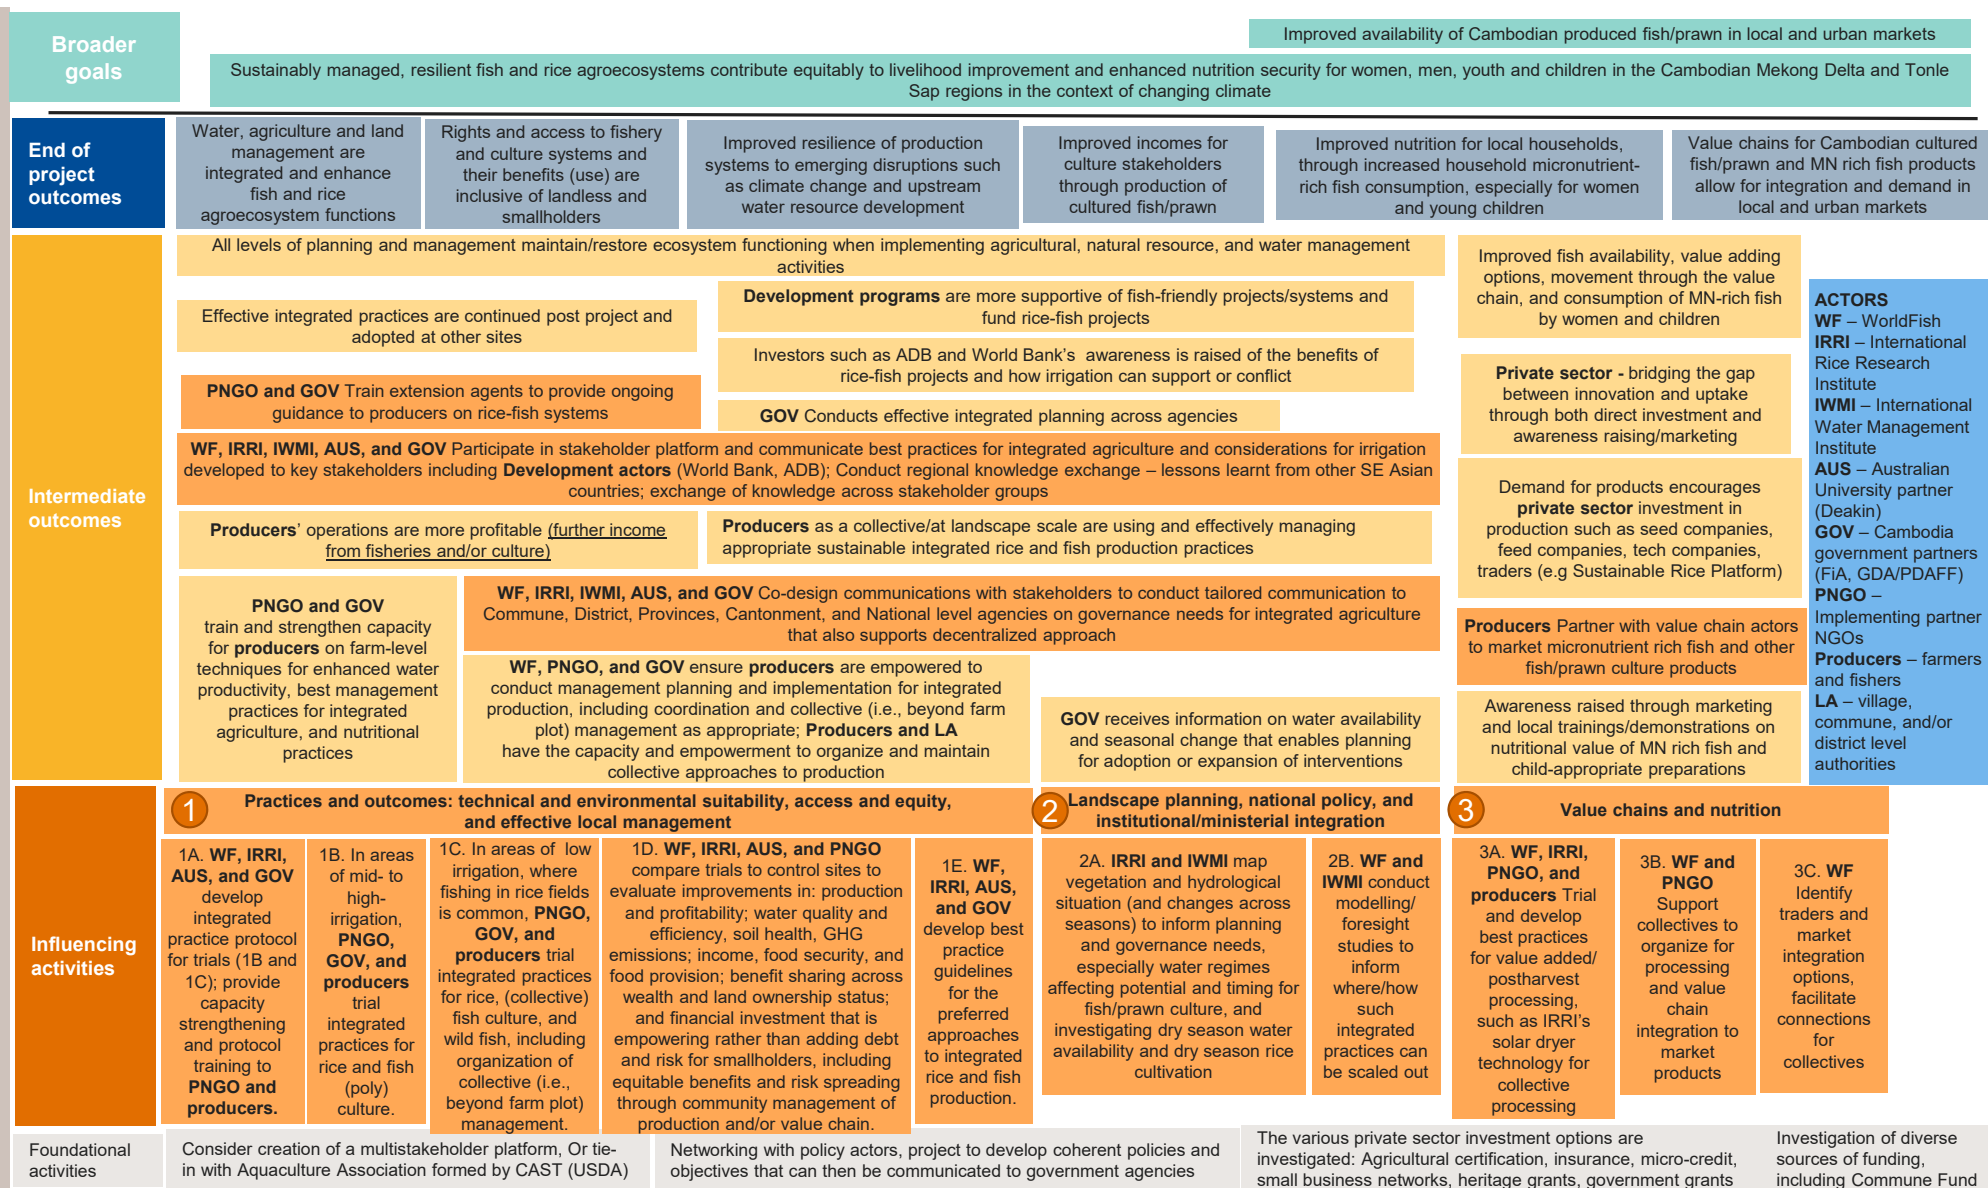 Broader
goals
Improved availability of Cambodian produced fish/prawn in local and urban markets
Sustainably managed, resilient fish and rice agroecosystems contribute equitably to livelihood improvement and enhanced nutrition security for women, men, youth and children in the Cambodian Mekong Delta and Tonle
Sap regions in the context of changing climate
End of
project
outcomes
Water, agriculture and land
management are
integrated and enhance
fish and rice
agroecosystem functions
Rights and access to fishery
and culture systems and
their benefits (use) are
inclusive of landless and
smallholders
Improved resilience of production
systems to emerging disruptions such
as climate change and upstream
water resource development
Improved incomes for
culture stakeholders
through production of
cultured fish/prawn
Improved nutrition for local households,
through increased household micronutrient-
rich fish consumption, especially for women
and young children
Value chains for Cambodian cultured
fish/prawn and MN rich fish products
allow for integration and demand in
local and urban markets
Intermediate
outcomes
All levels of planning and management maintain/restore ecosystem functioning when implementing agricultural, natural resource, and water management
activities
Effective integrated practices are continued post project and
adopted at other sites
Development programs are more supportive of fish-friendly projects/systems and
fund rice-fish projects
Investors such as ADB and World Bank's awareness is raised of the benefits of
rice-fish projects and how irrigation can support or conflict
PNGO and GOV Train extension agents to provide ongoing
guidance to producers on rice-fish systems
GOV Conducts effective integrated planning across agencies
WF, IRRI, IWMI, AUS, and GOV Participate in stakeholder platform and communicate best practices for integrated agriculture and considerations for irrigation
developed to key stakeholders including Development actors (World Bank, ADB); Conduct regional knowledge exchange – lessons learnt from other SE Asian
countries; exchange of knowledge across stakeholder groups
Producers' operations are more profitable (further income
from fisheries and/or culture)
Producers as a collective/at landscape scale are using and effectively managing
appropriate sustainable integrated rice and fish production practices
PNGO and GOV
train and strengthen capacity
for producers on farm-level
techniques for enhanced water
productivity, best management
practices for integrated
agriculture, and nutritional
practices
WF, IRRI, IWMI, AUS, and GOV Co-design communications with stakeholders to conduct tailored communication to
Commune, District, Provinces, Cantonment, and National level agencies on governance needs for integrated agriculture
that also supports decentralized approach
WF, PNGO, and GOV ensure producers are empowered to
conduct management planning and implementation for integrated
production, including coordination and collective (i.e., beyond farm
plot) management as appropriate; Producers and LA
have the capacity and empowerment to organize and maintain
collective approaches to production
GOV receives information on water availability
and seasonal change that enables planning
for adoption or expansion of interventions
Improved fish availability, value adding
options, movement through the value
chain, and consumption of MN-rich fish
by women and children
Private sector - bridging the gap
between innovation and uptake
through both direct investment and
awareness raising/marketing
Demand for products encourages
private sector investment in
production such as seed companies,
feed companies, tech companies,
traders (e.g Sustainable Rice Platform)
Producers Partner with value chain actors
to market micronutrient rich fish and other
fish/prawn culture products
Awareness raised through marketing
and local trainings/demonstrations on
nutritional value of MN rich fish and
child-appropriate preparations
ACTORS
WF – WorldFish
IRRI – International
Rice Research
Institute
IWMI – International
Water Management
Institute
AUS – Australian
University partner
(Deakin)
GOV – Cambodia
government partners
(FiA, GDA/PDAFF)
PNGO –
Implementing partner
NGOs
Producers – farmers
and fishers
LA – village,
commune, and/or
district level
authorities
Influencing
activities
1
Practices and outcomes: technical and environmental suitability, access and equity,
and effective local management
2
Landscape planning, national policy, and
institutional/ministerial integration
3
Value chains and nutrition
1A. WF, IRRI,
AUS, and GOV
develop
integrated
practice protocol
for trials (1B and
1C); provide
capacity
strengthening
and protocol
training to
PNGO and
producers.
1B. In areas
of mid- to
high-
irrigation,
PNGO,
GOV, and
producers
trial
integrated
practices for
rice and fish
(poly)
culture.
1C. In areas of low
irrigation, where
fishing in rice fields
is common, PNGO,
GOV, and
producers trial
integrated practices
for rice, (collective)
fish culture, and
wild fish, including
organization of
collective (i.e.,
beyond farm plot)
management.
1D. WF, IRRI, AUS, and PNGO
compare trials to control sites to
evaluate improvements in: production
and profitability; water quality and
efficiency, soil health, GHG
emissions; income, food security, and
food provision; benefit sharing across
wealth and land ownership status;
and financial investment that is
empowering rather than adding debt
and risk for smallholders, including
equitable benefits and risk spreading
through community management of
production and/or value chain.
1E. WF,
IRRI, AUS,
and GOV
develop best
practice
guidelines
for the
preferred
approaches
to integrated
rice and fish
production.
2A. IRRI and IWMI map
vegetation and hydrological
situation (and changes across
seasons) to inform planning
and governance needs,
especially water regimes
affecting potential and timing for
fish/prawn culture, and
investigating dry season water
availability and dry season rice
cultivation
2B. WF and
IWMI conduct
modelling/
foresight
studies to
inform
where/how
such
integrated
practices can
be scaled out
3A. WF, IRRI,
PNGO, and
producers Trial
and develop
best practices
for value added/
postharvest
processing,
such as IRRI's
solar dryer
technology for
collective
processing
3B. WF and
PNGO
Support
collectives to
organize for
processing
and value
chain
integration to
market
products
3C. WF
Identify
traders and
market
integration
options,
facilitate
connections
for
collectives
Foundational
activities
Consider creation of a multistakeholder platform, Or tie-
in with Aquaculture Association formed by CAST (USDA)
Networking with policy actors, project to develop coherent policies and
objectives that can then be communicated to government agencies
The various private sector investment options are
investigated: Agricultural certification, insurance, micro-credit,
small business networks, heritage grants, government grants
Investigation of diverse
sources of funding,
including Commune Fund